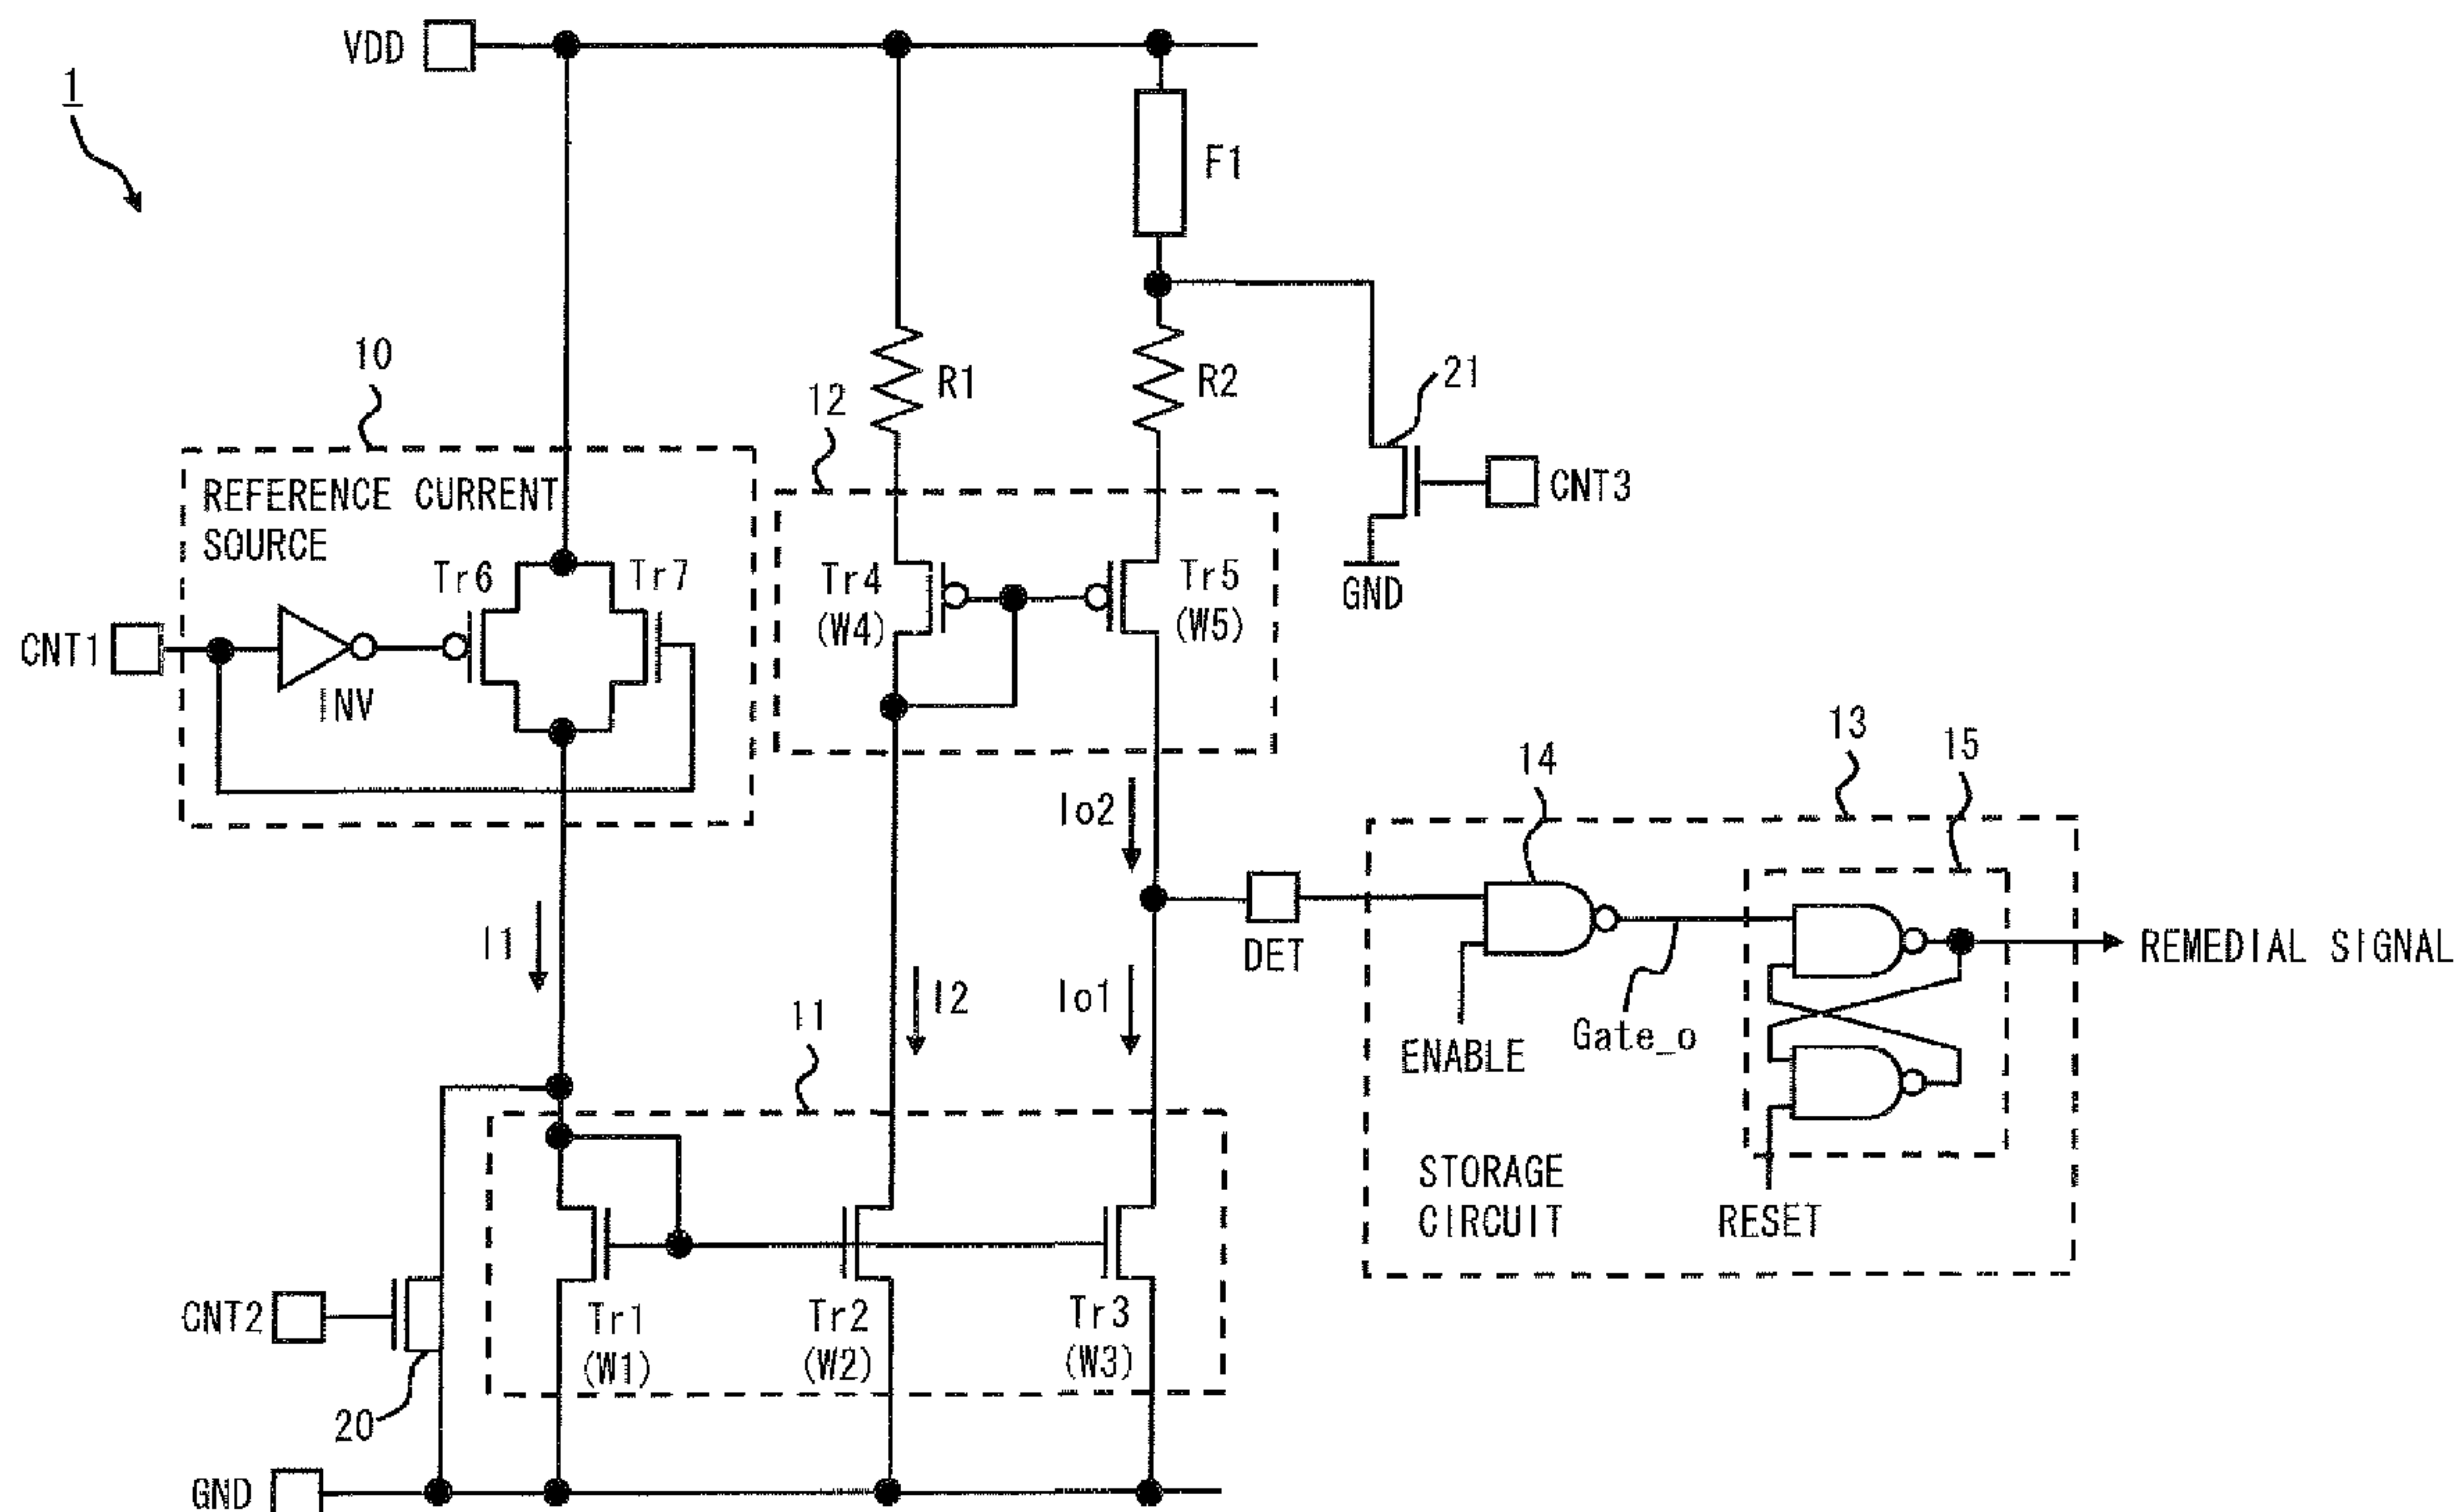 VDD
1
F1
10
12
R1
R2
21
CNT3
REFERENCE CURRENT
SOURCE
Tr6
Tr7
Tr4
(W4)
Tr5
(W5)
GND
CNT1
INV
13
15
14
Io2
DET
REMEDIAL SIGNAL
I1
I2
Io1
11
ENABLE
Gate_o
STORAGE
CIRCUIT
RESET
CNT2
Tr1
(W1)
Tr2
(W2)
Tr3
(W3)
20
GND